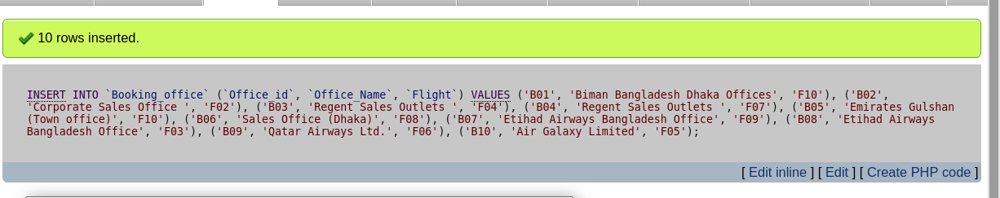 10 rows inserted.
INSERT INTO `Booking_office` (`Office_id`, `Office_Name`, `Flight`) VALUES ('B01', 'Biman Bangladesh Dhaka Offices', 'F10'), ('B02',
'Corporate Sales Office ', 'F02'), ('B03', 'Regent Sales Outlets ', 'F04'), ('B04', 'Regent Sales Outlets ', 'F07'), ('B05', 'Emirates Gulshan
(Town office)', 'F10'), ('B06', 'Sales Office (Dhaka)', 'F08'), ('B07', 'Etihad Airways Bangladesh Office', 'F09'), ('B08', 'Etihad Airways
Bangladesh Office', 'F03'), ('B09', 'Qatar Airways Ltd.', 'F06'), ('B10', 'Air Galaxy Limited', 'F05');
[ Edit inline ] [ Edit ] [ Create PHP code ]